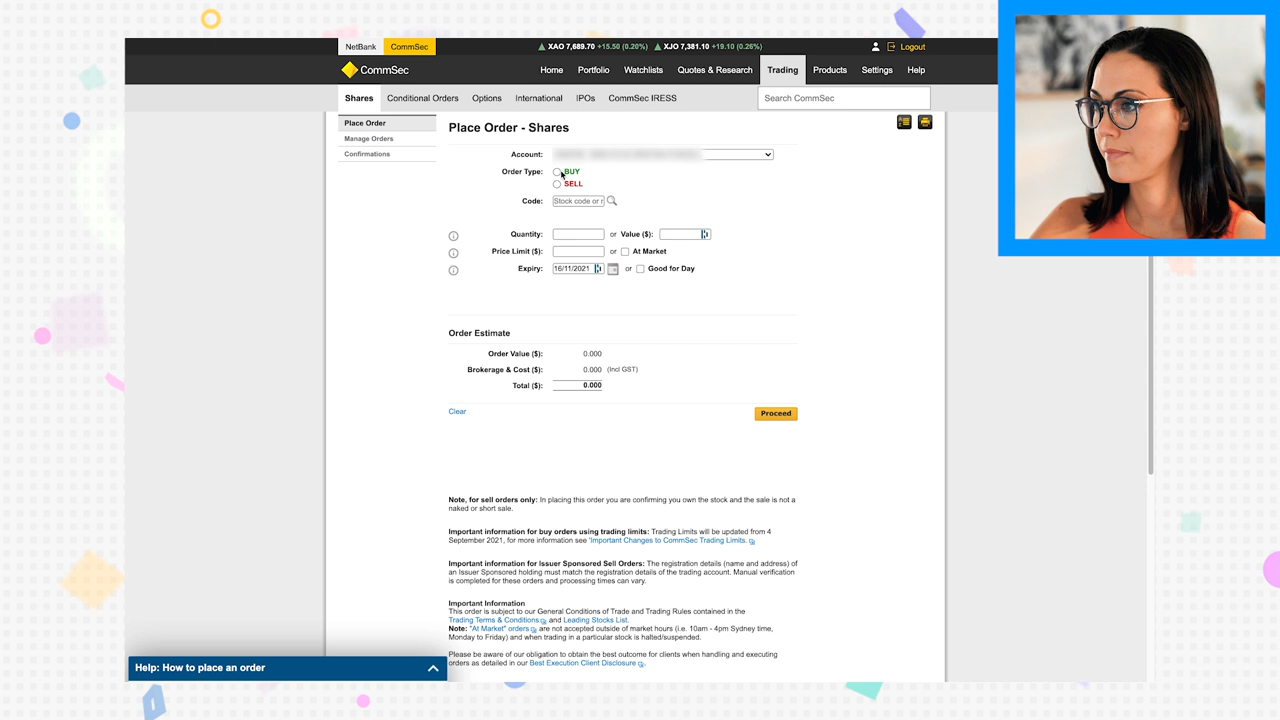 NetBank
CommSec
XAO 7,689.70 +15.50 (0.20%)
XJO 7,381.10 +19.10 (0.26%)
Logout
CommSec
Home
Portfolio
Watchlists
Quotes & Research
Trading
Products
Settings
Help
Shares
Conditional Orders
Options
International
IPOs
CommSec IRESS
Search CommSec
Place Order
Manage Orders
Confirmations
Place Order - Shares
Account:
Order Type: BUY
SELL
Code: Stock code or
Quantity: or Value ($):
Price Limit ($): or At Market
Expiry: 16/11/2021 or Good for Day
Order Estimate
Order Value ($): 0.000
Brokerage & Cost ($): 0.000 (Incl GST)
Total ($): 0.000
Clear
Proceed
Note, for sell orders only: In placing this order you are confirming you own the stock and the sale is not a
naked or short sale.
Important information for buy orders using trading limits: Trading Limits will be updated from 4
September 2021, for more information see 'Important Changes to CommSec Trading Limits.
Important information for Issuer Sponsored Sell Orders: The registration details (name and address) of
an Issuer Sponsored holding must match the registration details of the trading account. Manual verification
is completed for these orders and processing times can vary.
Important Information
This order is subject to our General Conditions of Trade and Trading Rules contained in the
Trading Terms & Conditions and Leading Stocks List.
Note: "At Market" orders are not accepted outside of market hours (i.e. 10am - 4pm Sydney time,
Monday to Friday) and when trading in a particular stock is halted/suspended.
Please be aware of our obligation to obtain the best outcome for clients when handling and executing
orders as detailed in our Best Execution Client Disclosure.
Help: How to place an order